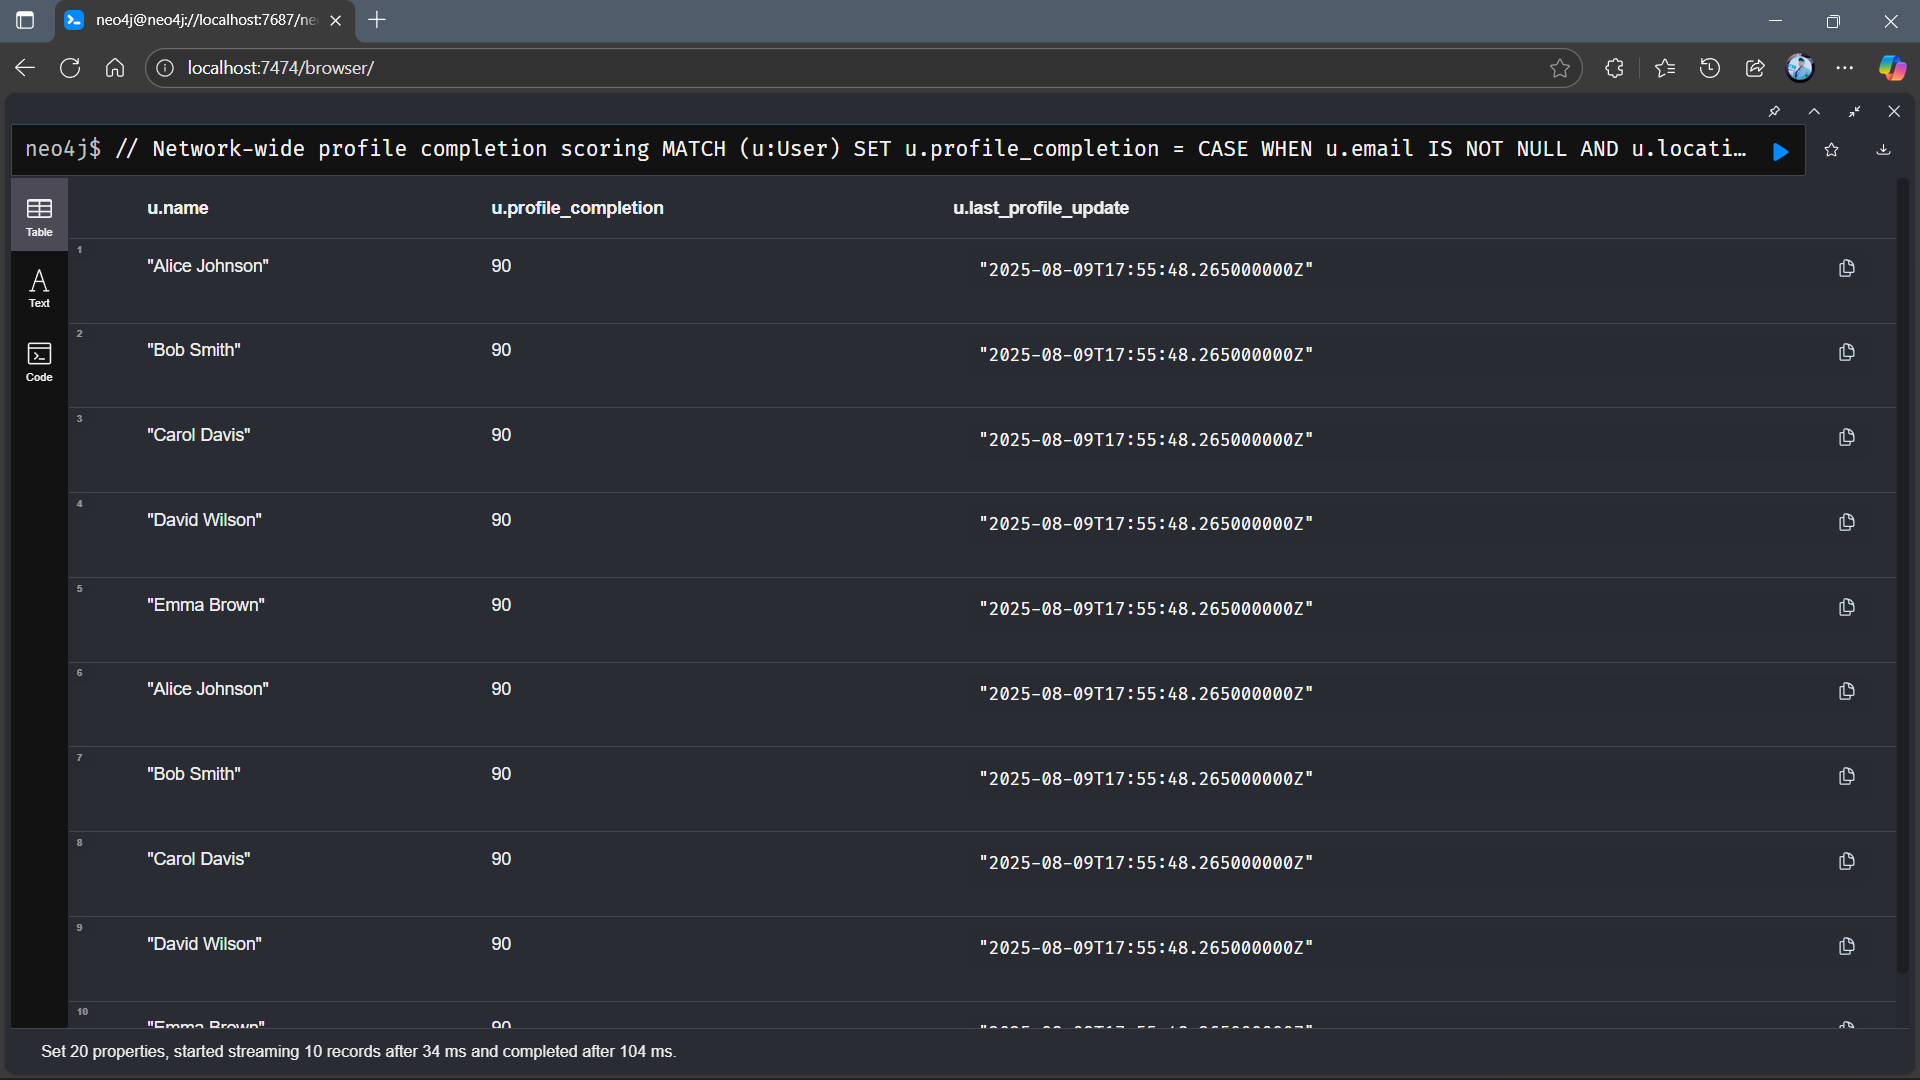 neo4j@neo4j://localhost:7687/ne
localhost:7474/browser/
neo4j$ // Network-wide profile completion scoring MATCH (u:User) SET u.profile_completion = CASE WHEN u.email IS NOT NULL AND u.locati…
Table
Text
Code
u.name u.profile_completion u.last_profile_update
1 "Alice Johnson" 90 "2025-08-09T17:55:48.265000000Z"
2 "Bob Smith" 90 "2025-08-09T17:55:48.265000000Z"
3 "Carol Davis" 90 "2025-08-09T17:55:48.265000000Z"
4 "David Wilson" 90 "2025-08-09T17:55:48.265000000Z"
5 "Emma Brown" 90 "2025-08-09T17:55:48.265000000Z"
6 "Alice Johnson" 90 "2025-08-09T17:55:48.265000000Z"
7 "Bob Smith" 90 "2025-08-09T17:55:48.265000000Z"
8 "Carol Davis" 90 "2025-08-09T17:55:48.265000000Z"
9 "David Wilson" 90 "2025-08-09T17:55:48.265000000Z"
10 "Emma Brown" 90
Set 20 properties, started streaming 10 records after 34 ms and completed after 104 ms.